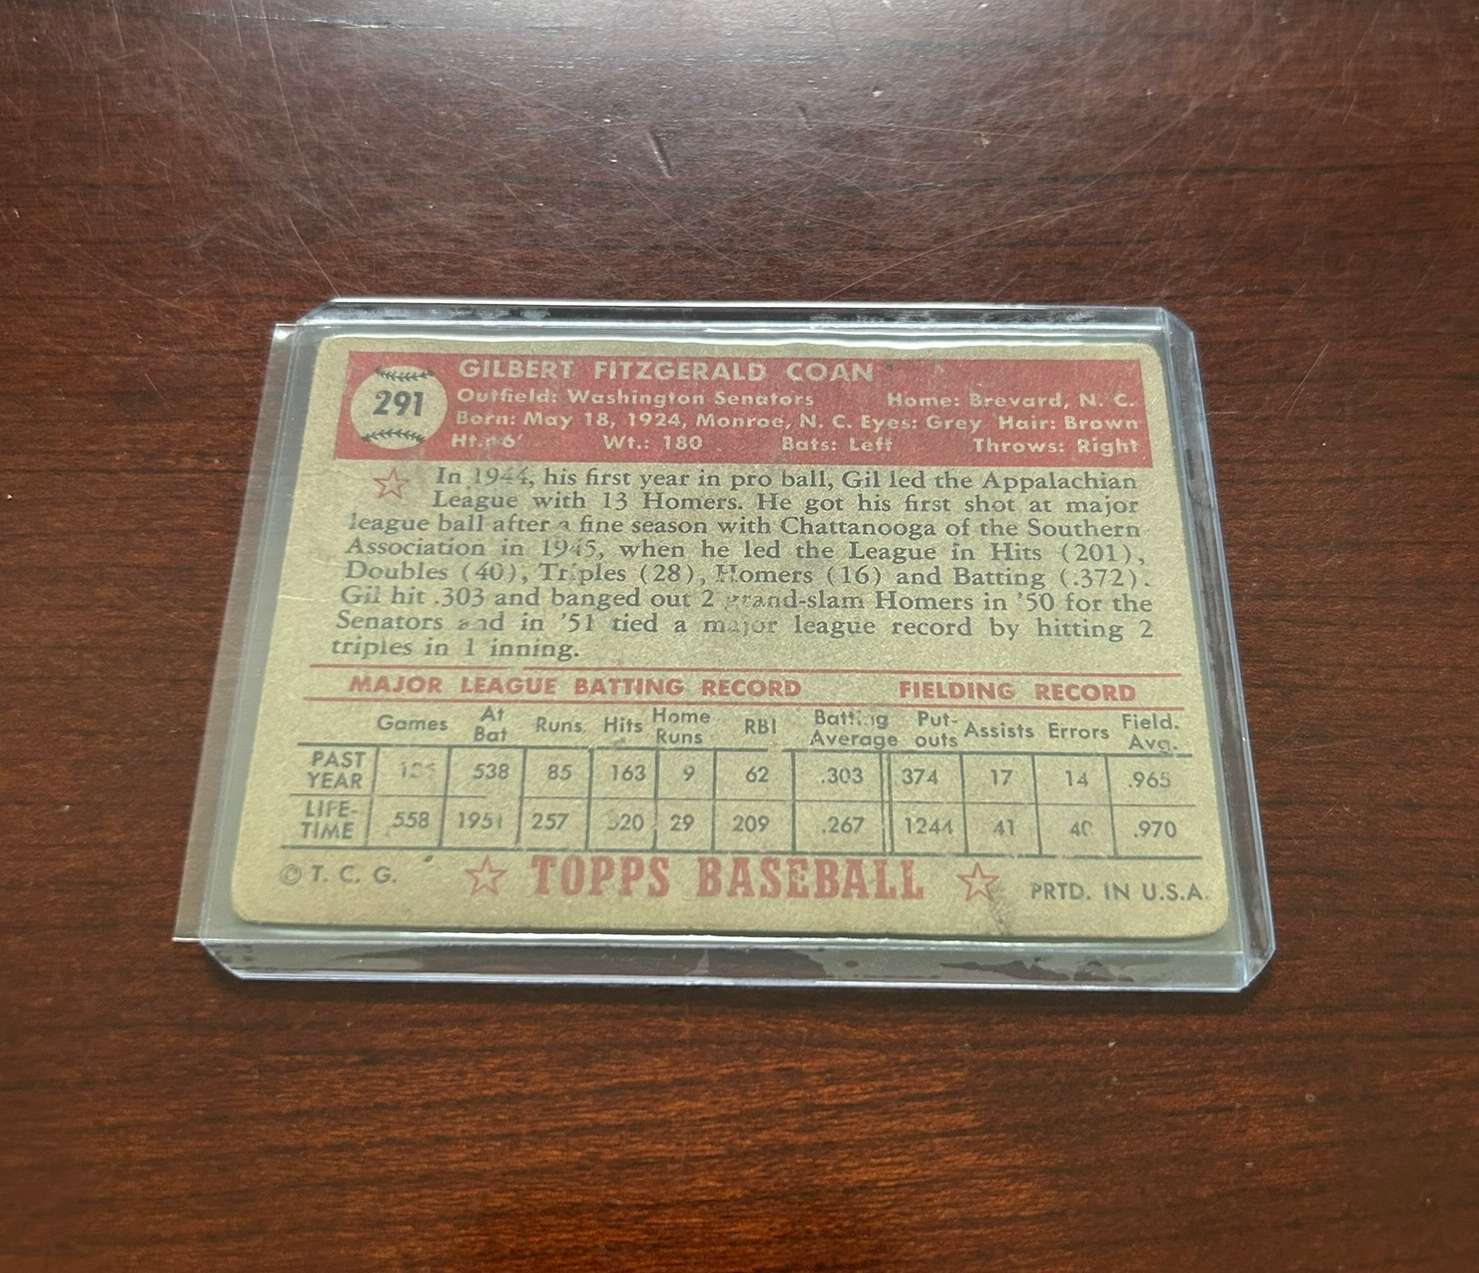 291
GILBERT FITZGERALD COAN
Outfield: Washington Senators Home: Brevard, N. C.
Born: May 18, 1924, Monroe, N. C. Eyes: Grey Hair: Brown
Ht.: 6' Wt.: 180 Bats: Left Throws: Right
In 1944, his first year in pro ball, Gil led the Appalachian
League with 13 Homers. He got his first shot at major
league ball after a fine season with Chattanooga of the Southern
Association in 1945, when he led the League in Hits (201),
Doubles (40), Triples (28), Homers (16) and Batting (.372).
Gil hit .303 and banged out 2 grand-slam Homers in '50 for the
Senators and in '51 tied a major league record by hitting 2
triples in 1 inning.
MAJOR LEAGUE BATTING RECORD FIELDING RECORD
Games At Bat Runs Hits Home Runs RBI Batting Average Put-outs Assists Errors Field. Avg.
PAST YEAR 538 85 163 9 62 .303 374 17 14 .965
LIFE-TIME 558 1951 257 520 29 209 .267 1244 41 40 .970
© T. C. G. TOPPS BASEBALL PRTD. IN U.S.A.